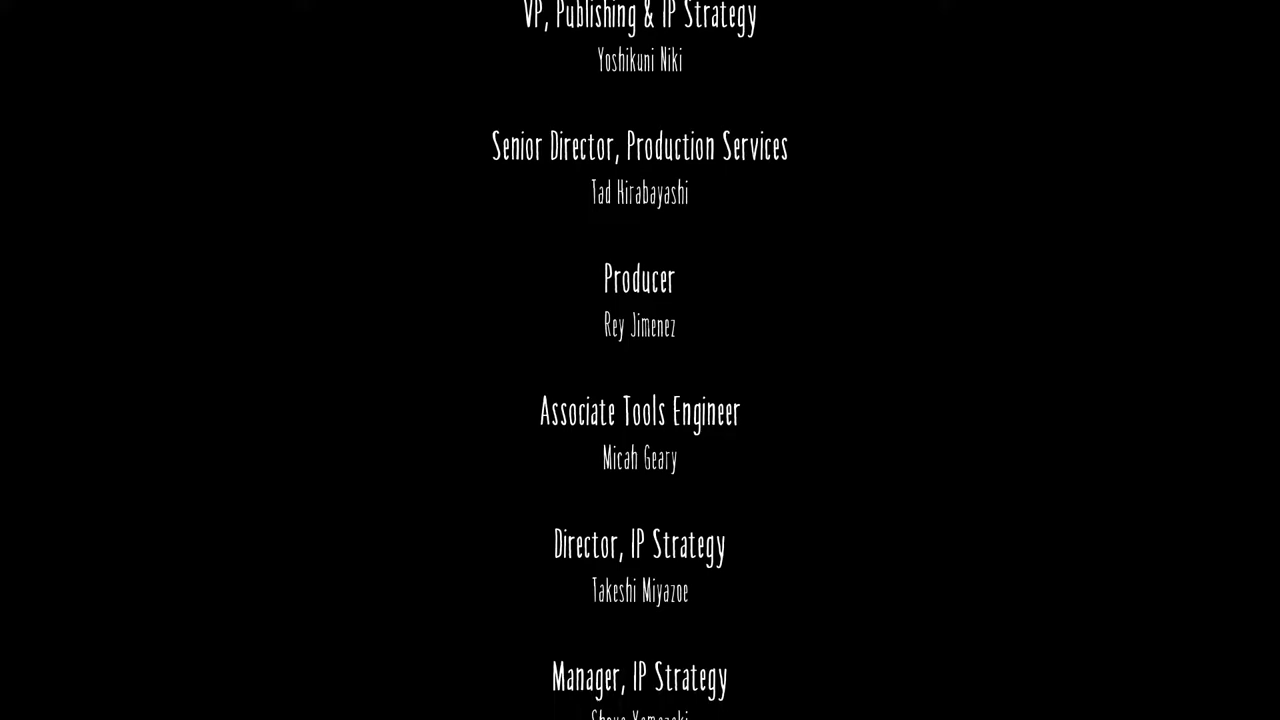 VP, Publishing & IP Strategy
Yoshikuni Niki
Senior Director, Production Services
Tad Hirabayashi
Producer
Rey Jimenez
Associate Tools Engineer
Micah Geary
Director, IP Strategy
Takeshi Miyazoe
Manager, IP Strategy